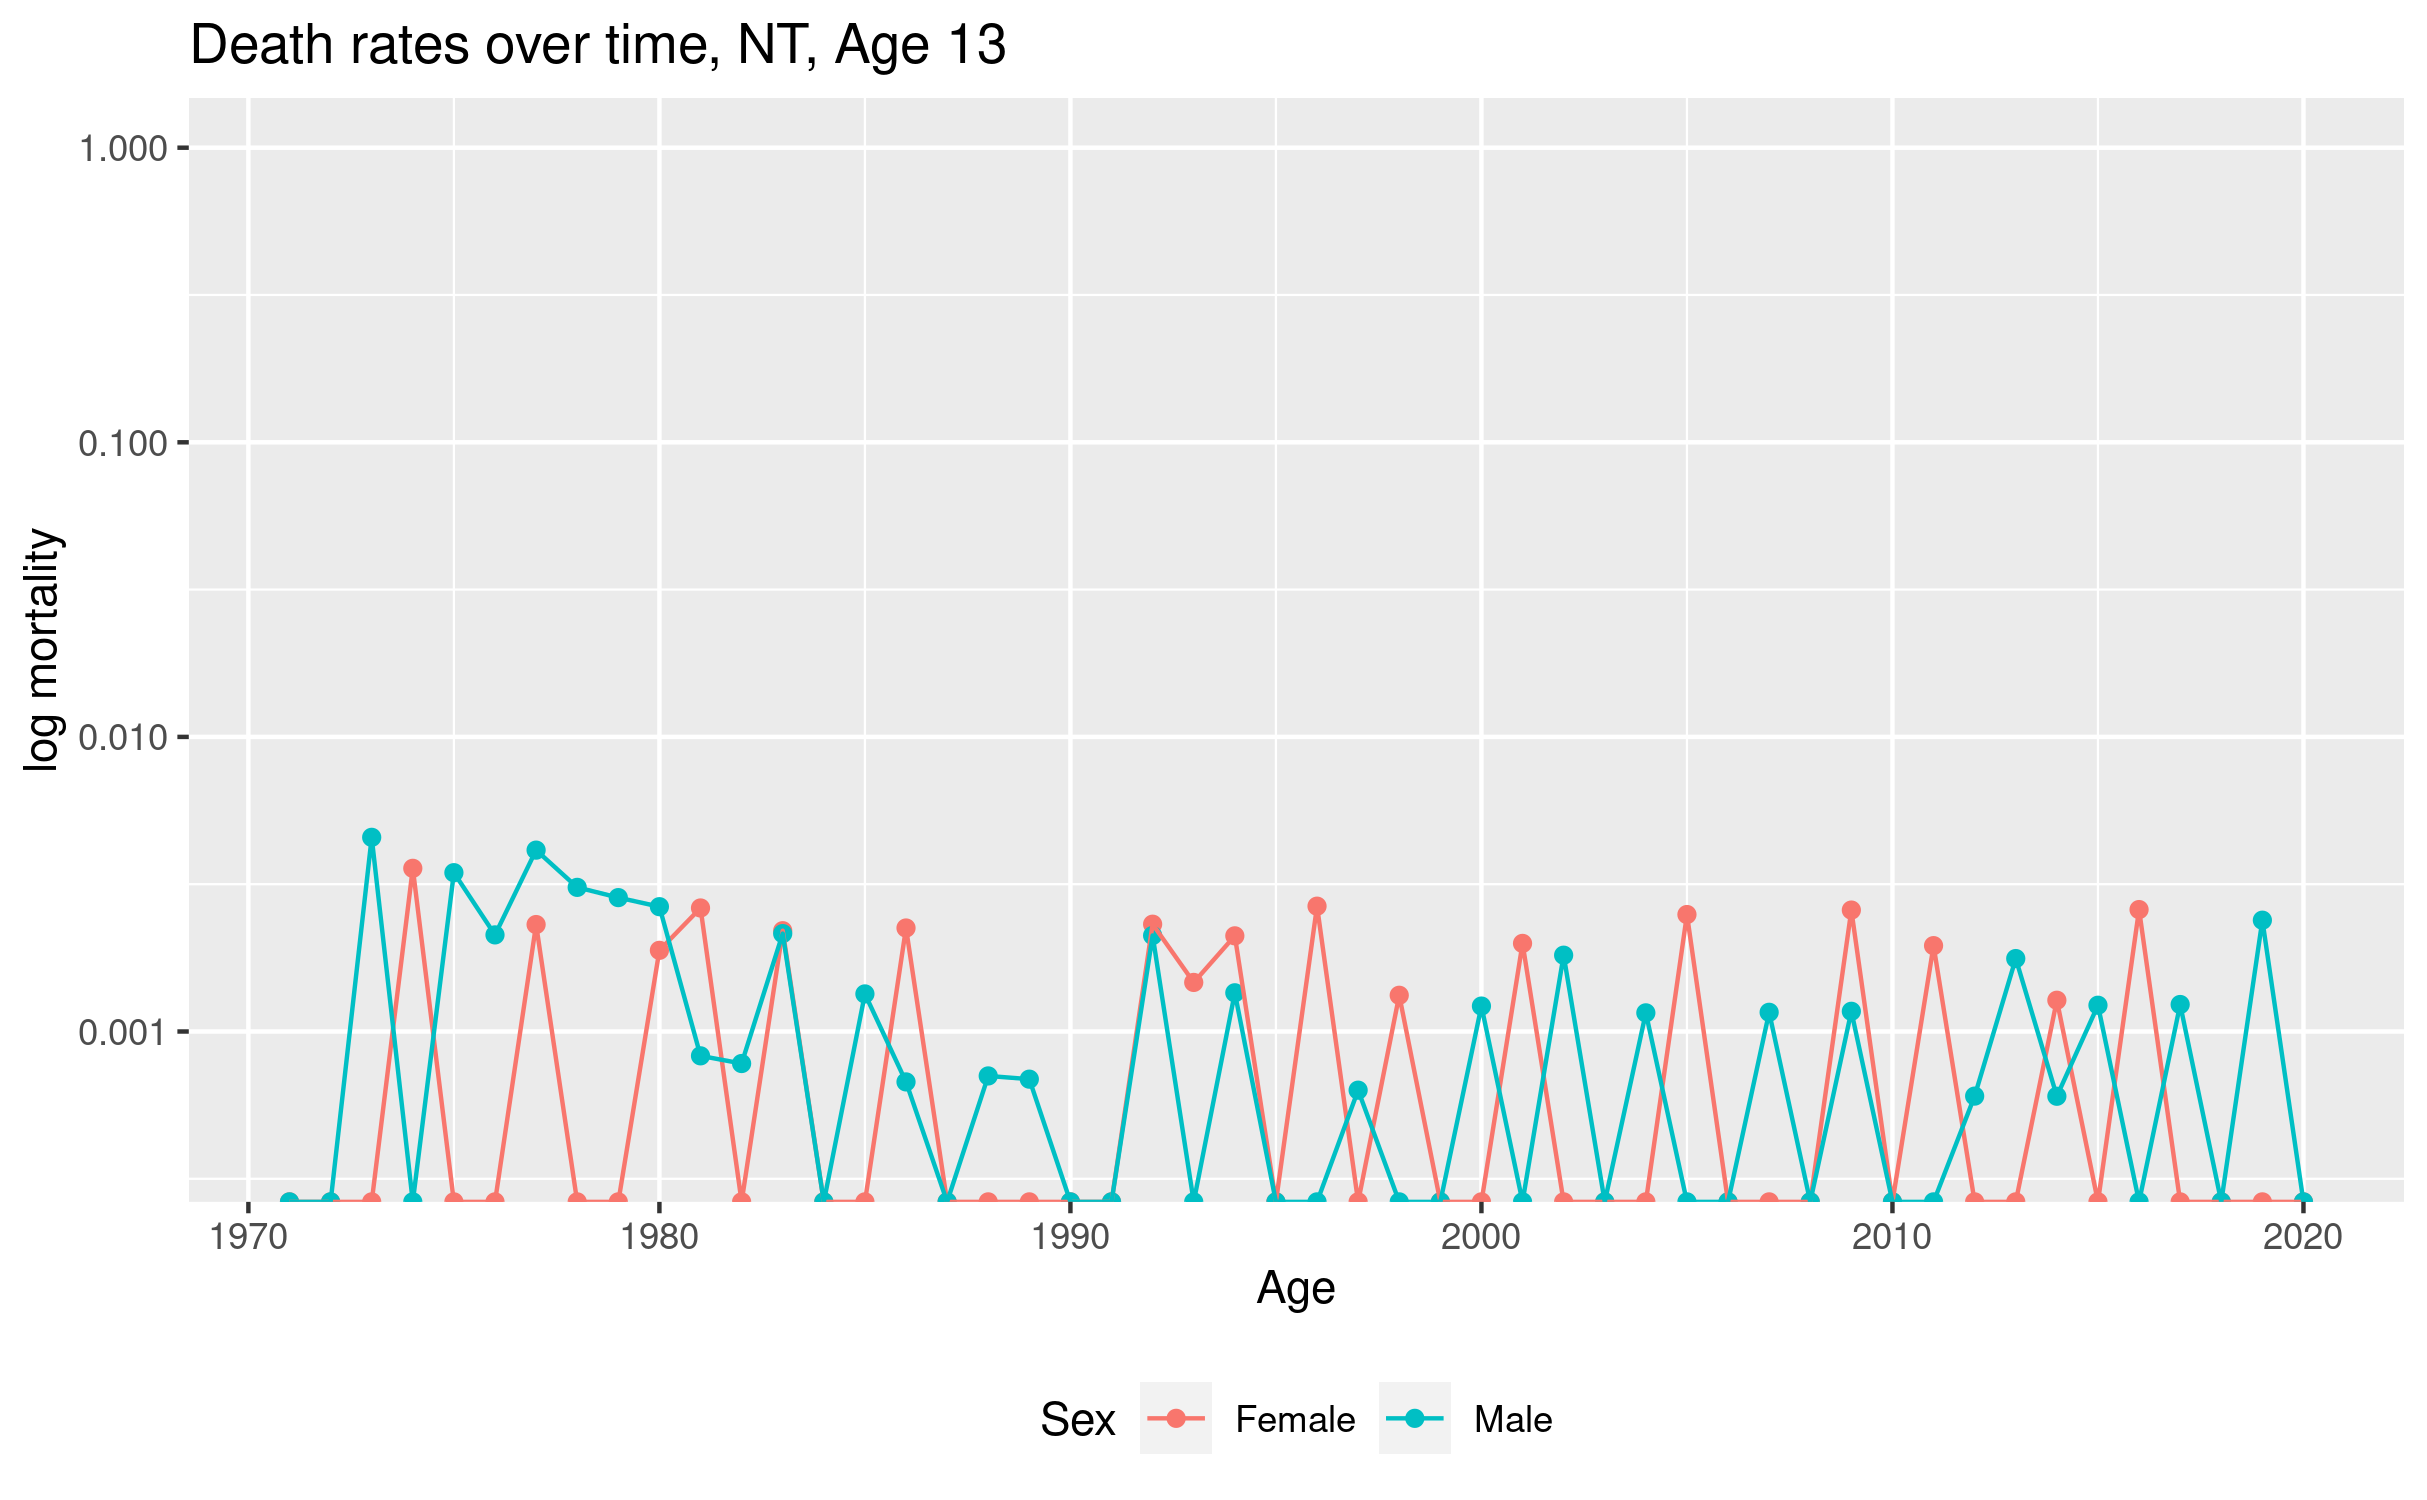 Death rates over time, NT, Age 13
log mortality
1.000
0.100
0.010
0.001
1970 1980 1990 2000 2010 2020
Age
Sex Female Male